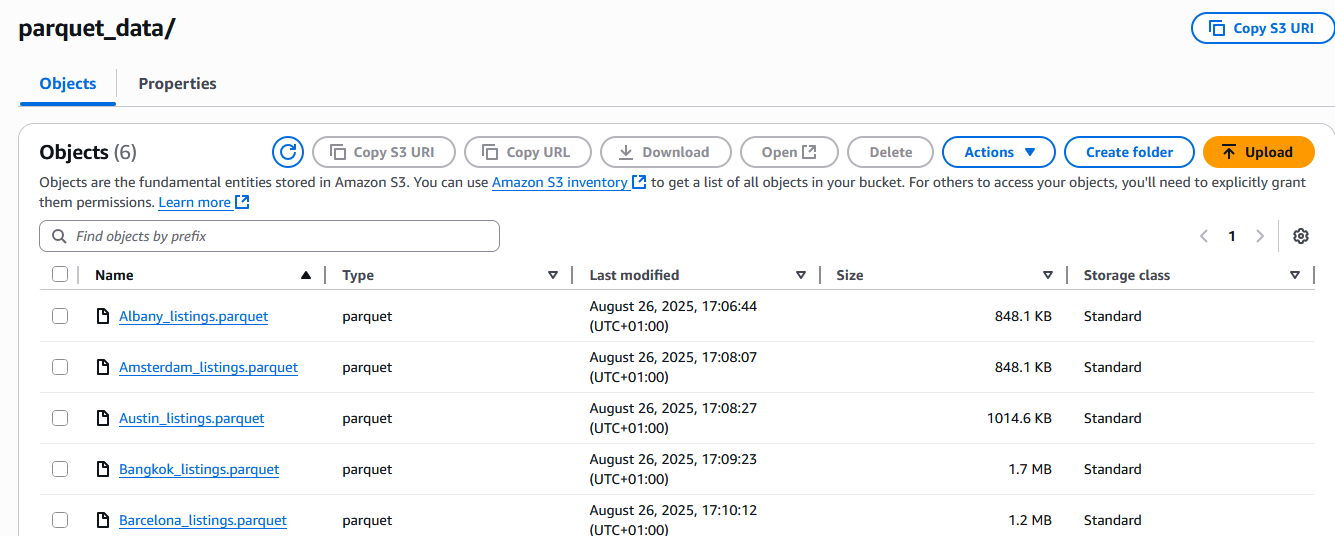 parquet_data/
Copy S3 URI
Objects
Properties
Objects (6)
Copy S3 URI
Copy URL
Download
Open
Delete
Actions
Create folder
Upload
Objects are the fundamental entities stored in Amazon S3. You can use Amazon S3 inventory to get a list of all objects in your bucket. For others to access your objects, you'll need to explicitly grant
them permissions. Learn more
Find objects by prefix
1
Name Type Last modified Size Storage class
Albany_listings.parquet parquet August 26, 2025, 17:06:44 (UTC+01:00) 848.1 KB Standard
Amsterdam_listings.parquet parquet August 26, 2025, 17:08:07 (UTC+01:00) 848.1 KB Standard
Austin_listings.parquet parquet August 26, 2025, 17:08:27 (UTC+01:00) 1014.6 KB Standard
Bangkok_listings.parquet parquet August 26, 2025, 17:09:23 (UTC+01:00) 1.7 MB Standard
Barcelona_listings.parquet parquet August 26, 2025, 17:10:12 (UTC+01:00) 1.2 MB Standard